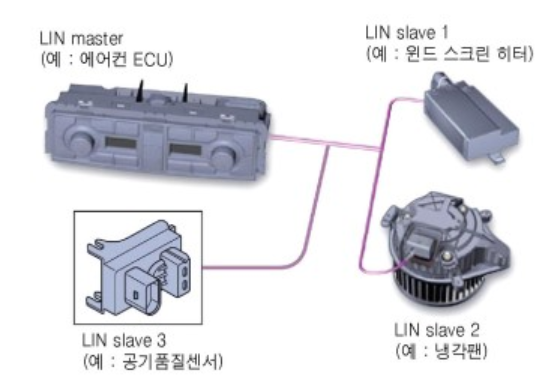 LIN master
(예 : 에어컨 ECU)
LIN slave 1
(예 : 윈드 스크린 히터)
LIN slave 3
(예 : 공기품질센서)
LIN slave 2
(예 : 냉각팬)